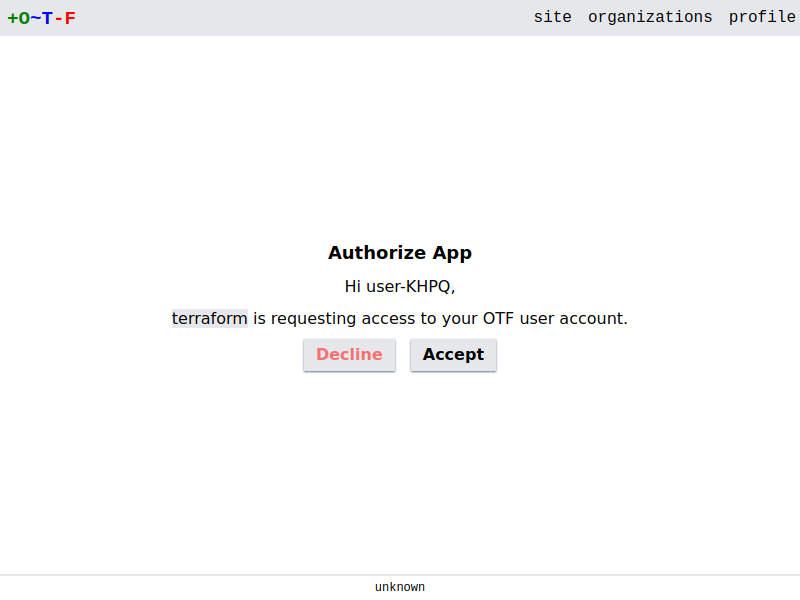 +O~T-F site organizations profile
Authorize App
Hi user-KHPQ,
terraform is requesting access to your OTF user account.
Decline Accept
unknown